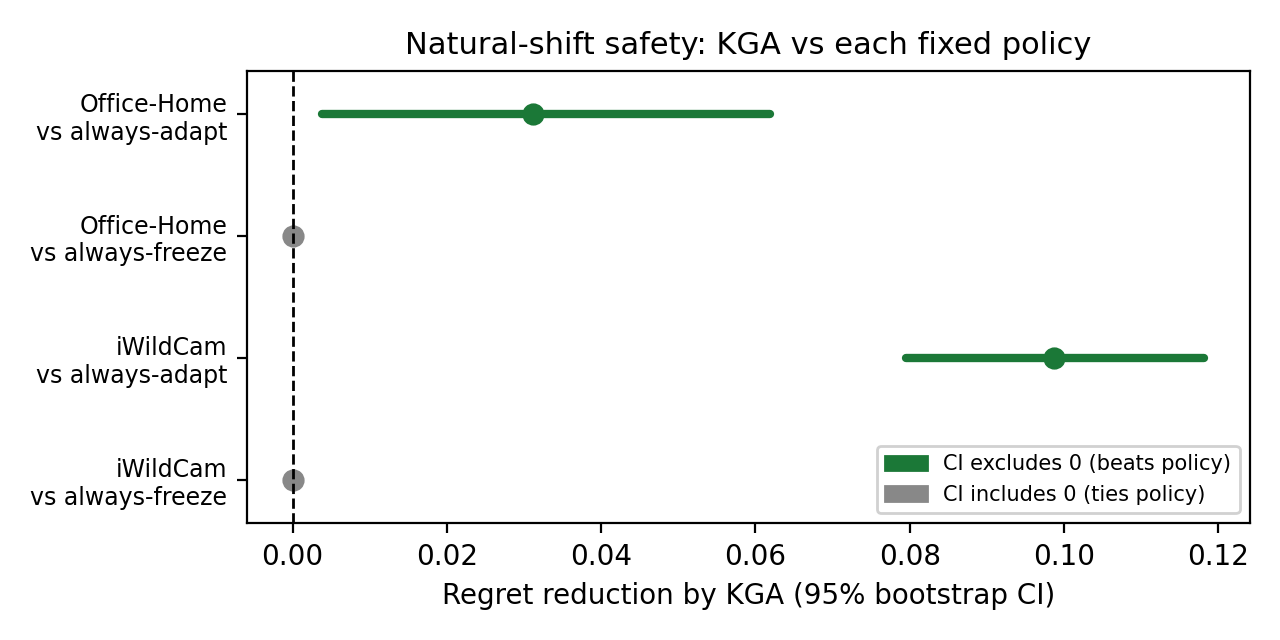 Natural-shift safety: KGA vs each fixed policy
Office-Home
vs always-adapt
Office-Home
vs always-freeze
iWildCam
vs always-adapt
iWildCam
vs always-freeze
CI excludes 0 (beats policy)
CI includes 0 (ties policy)
0.00 0.02 0.04 0.06 0.08 0.10 0.12
Regret reduction by KGA (95% bootstrap CI)